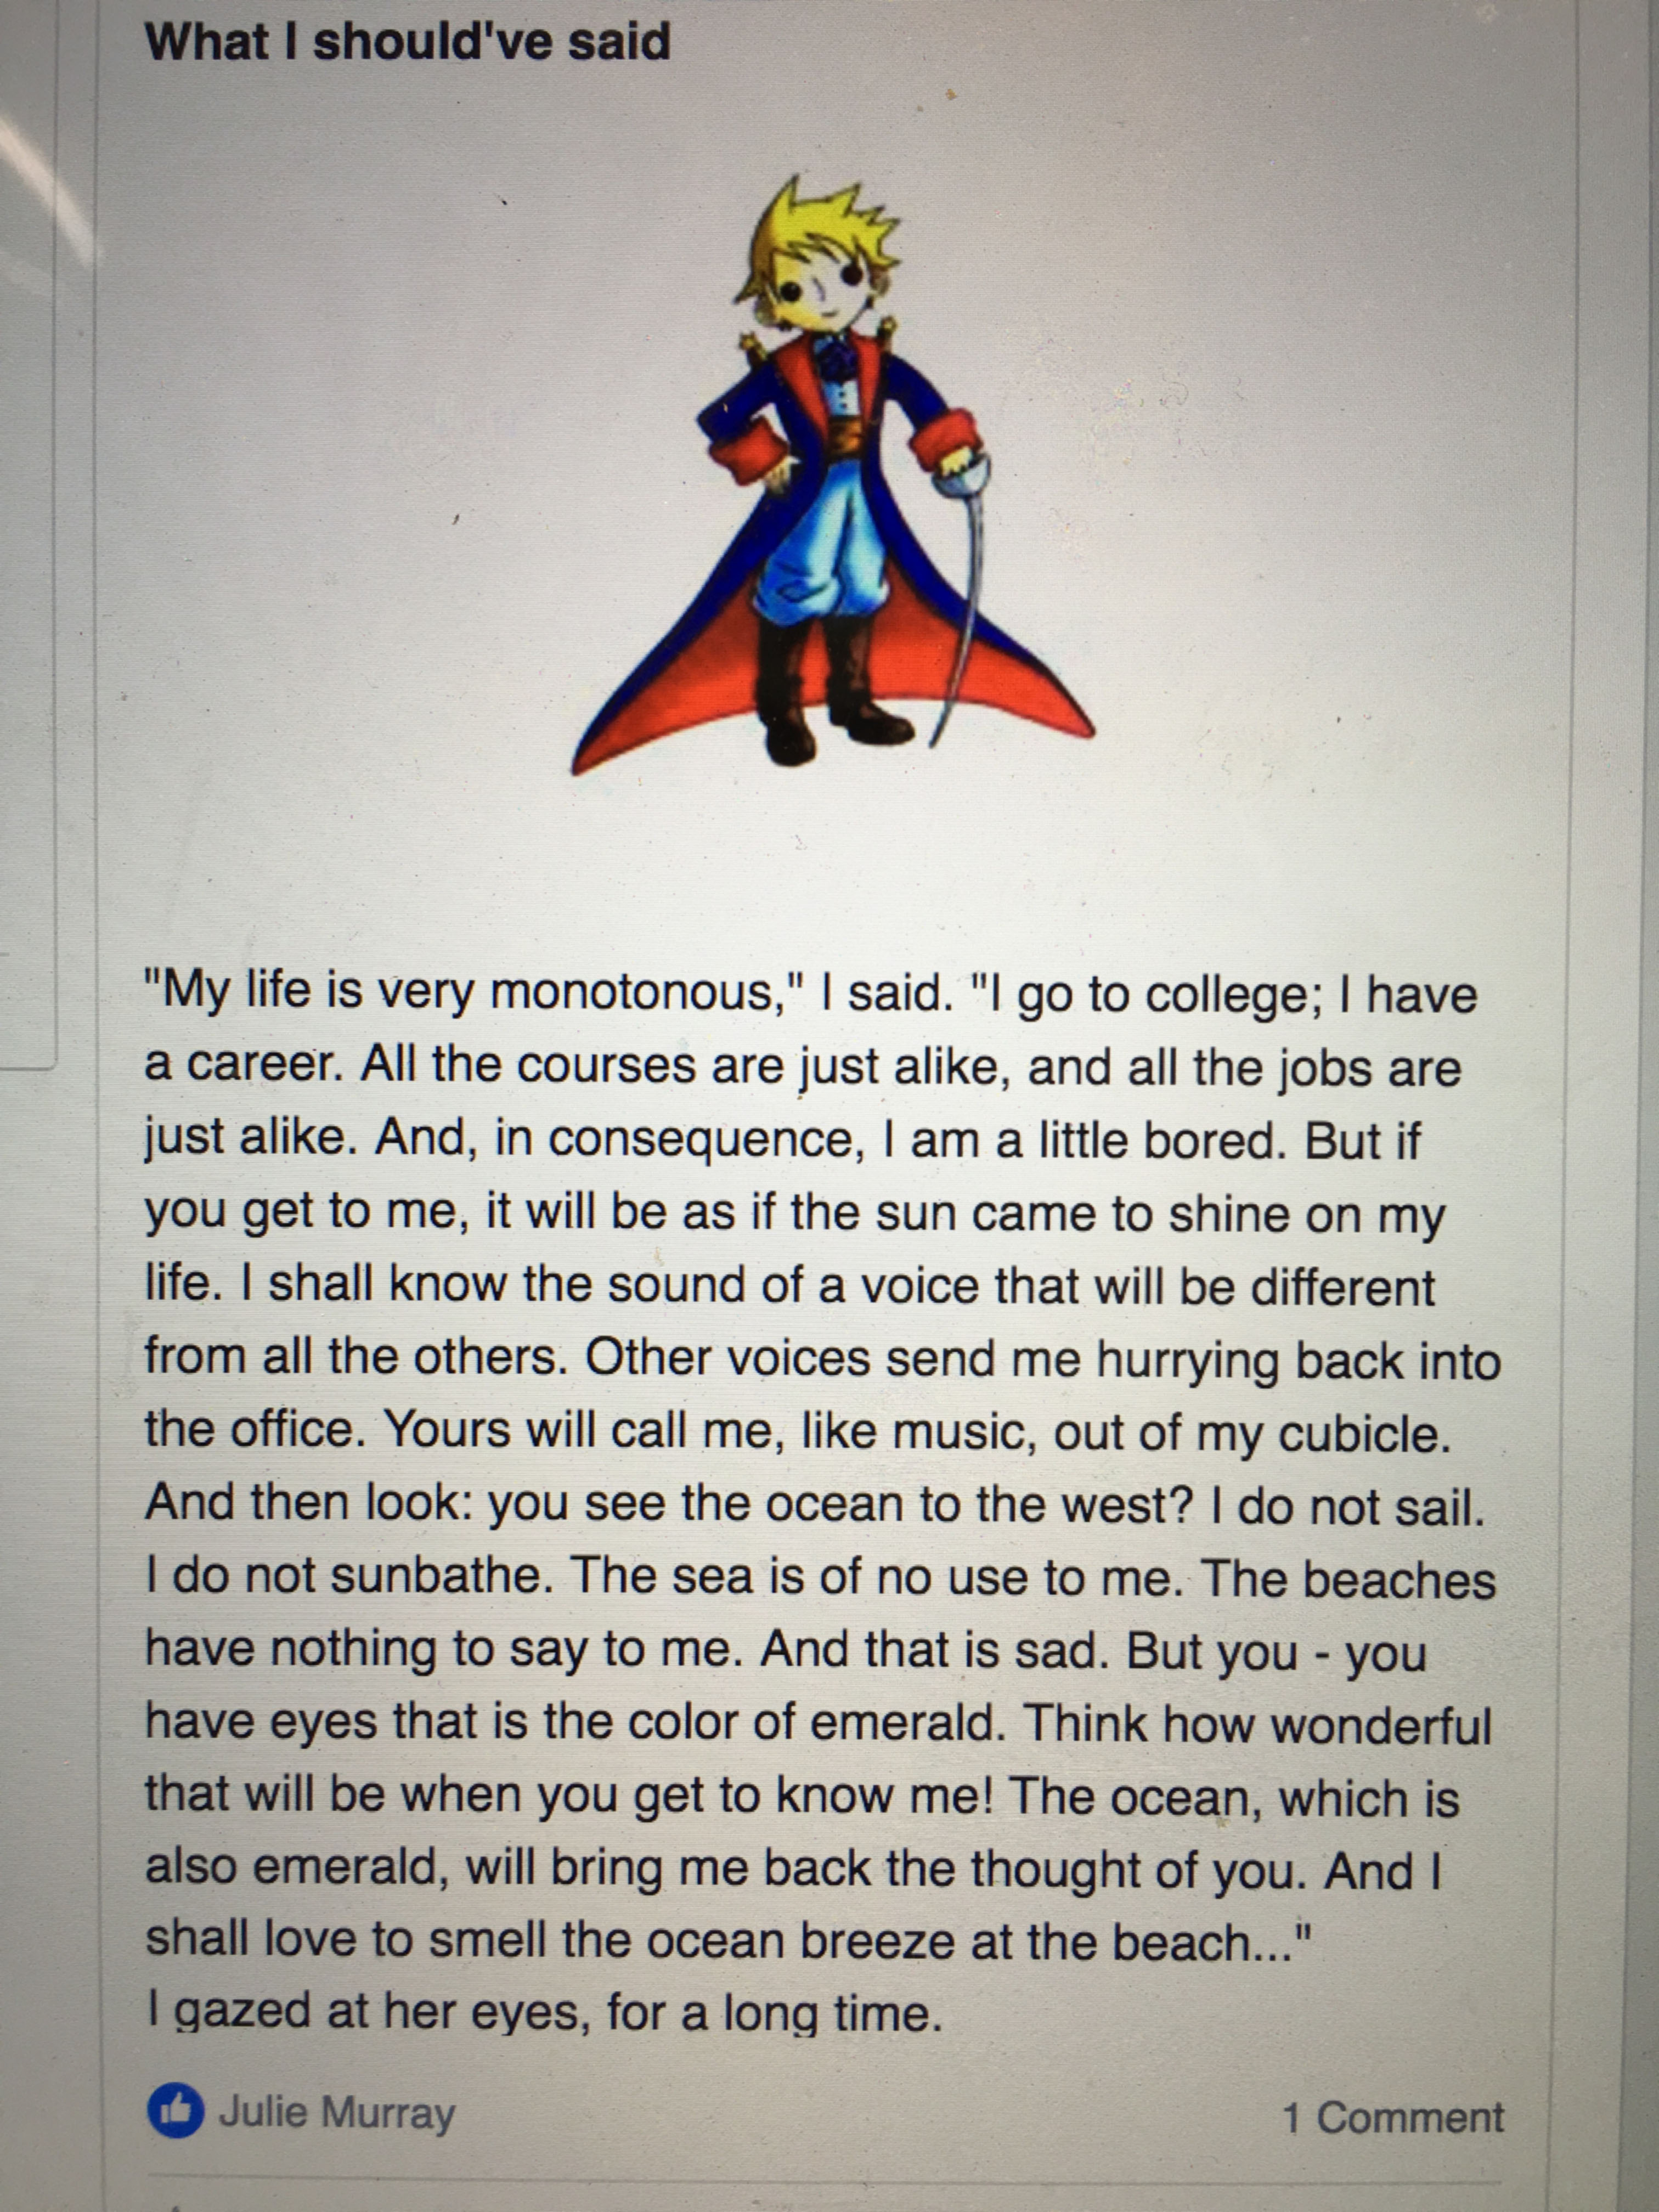 What I should've said
"My life is very monotonous," I said. "I go to college; I have
a career. All the courses are just alike, and all the jobs are
just alike. And, in consequence, I am a little bored. But if
you get to me, it will be as if the sun came to shine on my
life. I shall know the sound of a voice that will be different
from all the others. Other voices send me hurrying back into
the office. Yours will call me, like music, out of my cubicle.
And then look: you see the ocean to the west? I do not sail.
I do not sunbathe. The sea is of no use to me. The beaches
have nothing to say to me. And that is sad. But you - you
have eyes that is the color of emerald. Think how wonderful
that will be when you get to know me! The ocean, which is
also emerald, will bring me back the thought of you. And I
shall love to smell the ocean breeze at the beach..."
I gazed at her eyes, for a long time.
Julie Murray 1 Comment